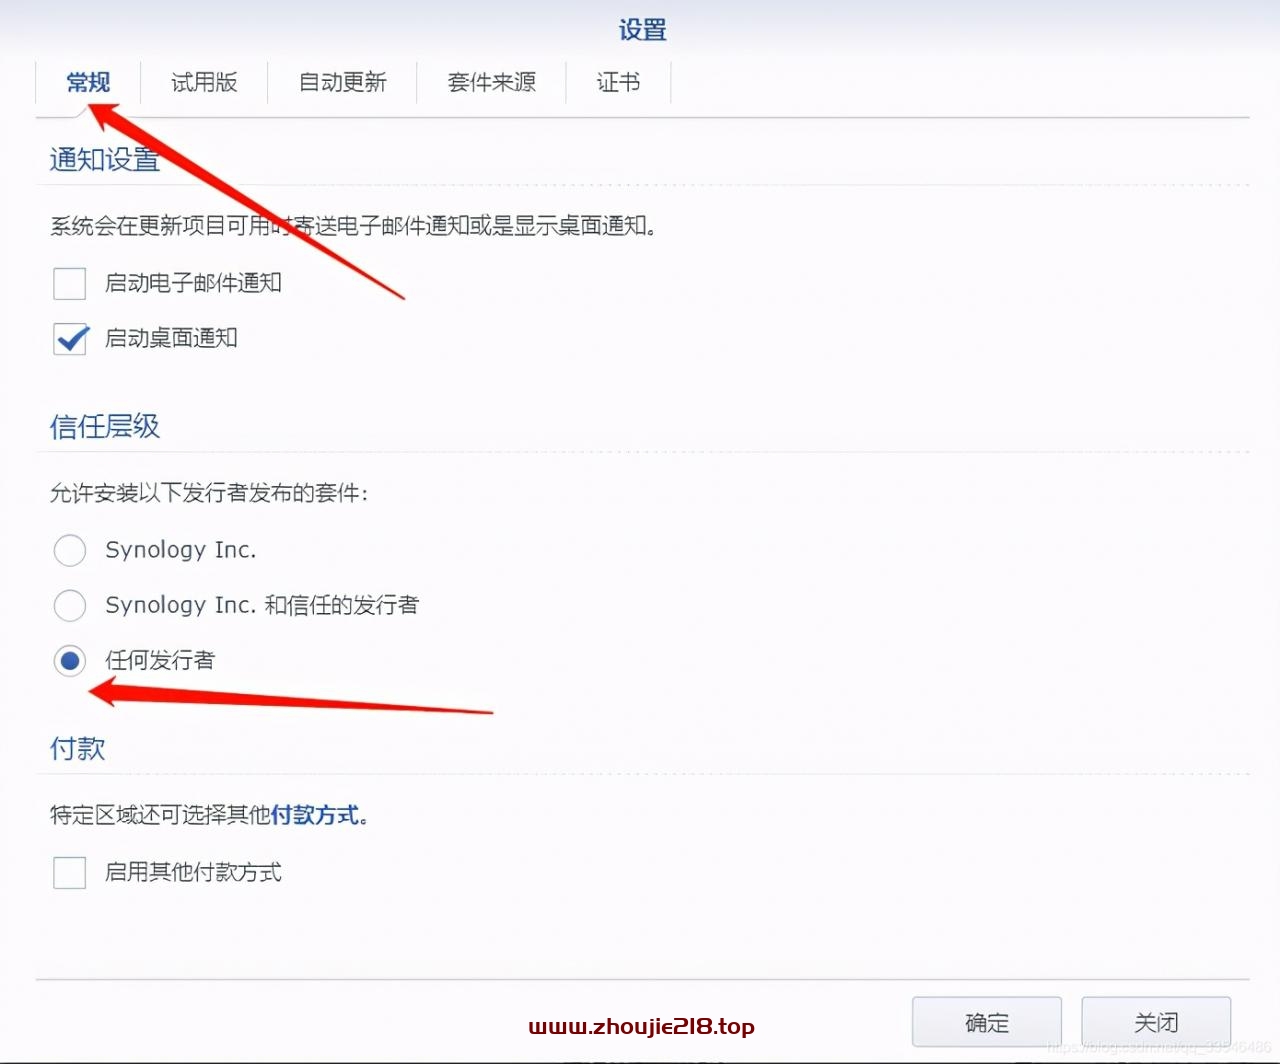 设置
常规 试用版 自动更新 套件来源 证书
通知设置
系统会在更新项目可用时寄送电子邮件通知或是显示桌面通知。
启动电子邮件通知
启动桌面通知
信任层级
允许安装以下发行者发布的套件：
Synology Inc.
Synology Inc. 和信任的发行者
任何发行者
付款
特定区域还可选择其他付款方式。
启用其他付款方式
www.zhoujie218.top
确定 关闭
https://blog.csdn.net/qq_33546486